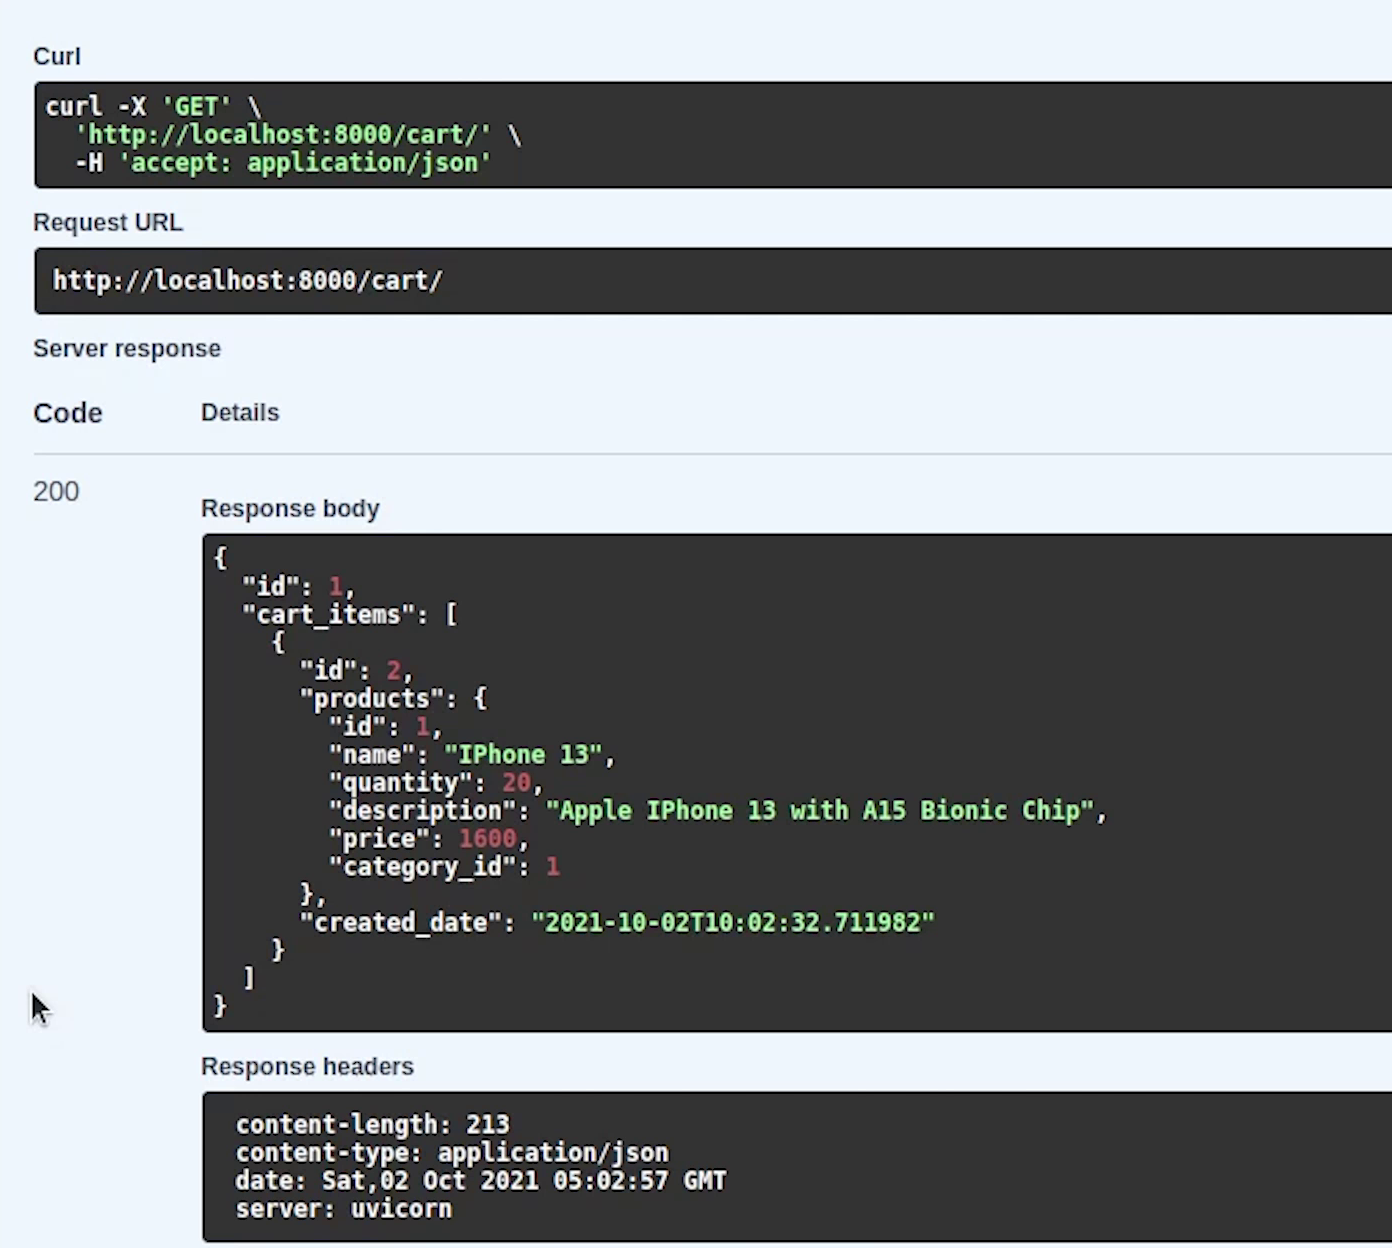 Curl
curl -X 'GET' \
  'http://localhost:8000/cart/' \
  -H 'accept: application/json'
Request URL
http://localhost:8000/cart/
Server response
Code Details
200
Response body
{
  "id": 1,
  "cart_items": [
    {
      "id": 2,
      "products": {
        "id": 1,
        "name": "IPhone 13",
        "quantity": 20,
        "description": "Apple IPhone 13 with A15 Bionic Chip",
        "price": 1600,
        "category_id": 1
      },
      "created_date": "2021-10-02T10:02:32.711982"
    }
  ]
}
Response headers
content-length: 213
content-type: application/json
date: Sat,02 Oct 2021 05:02:57 GMT
server: uvicorn